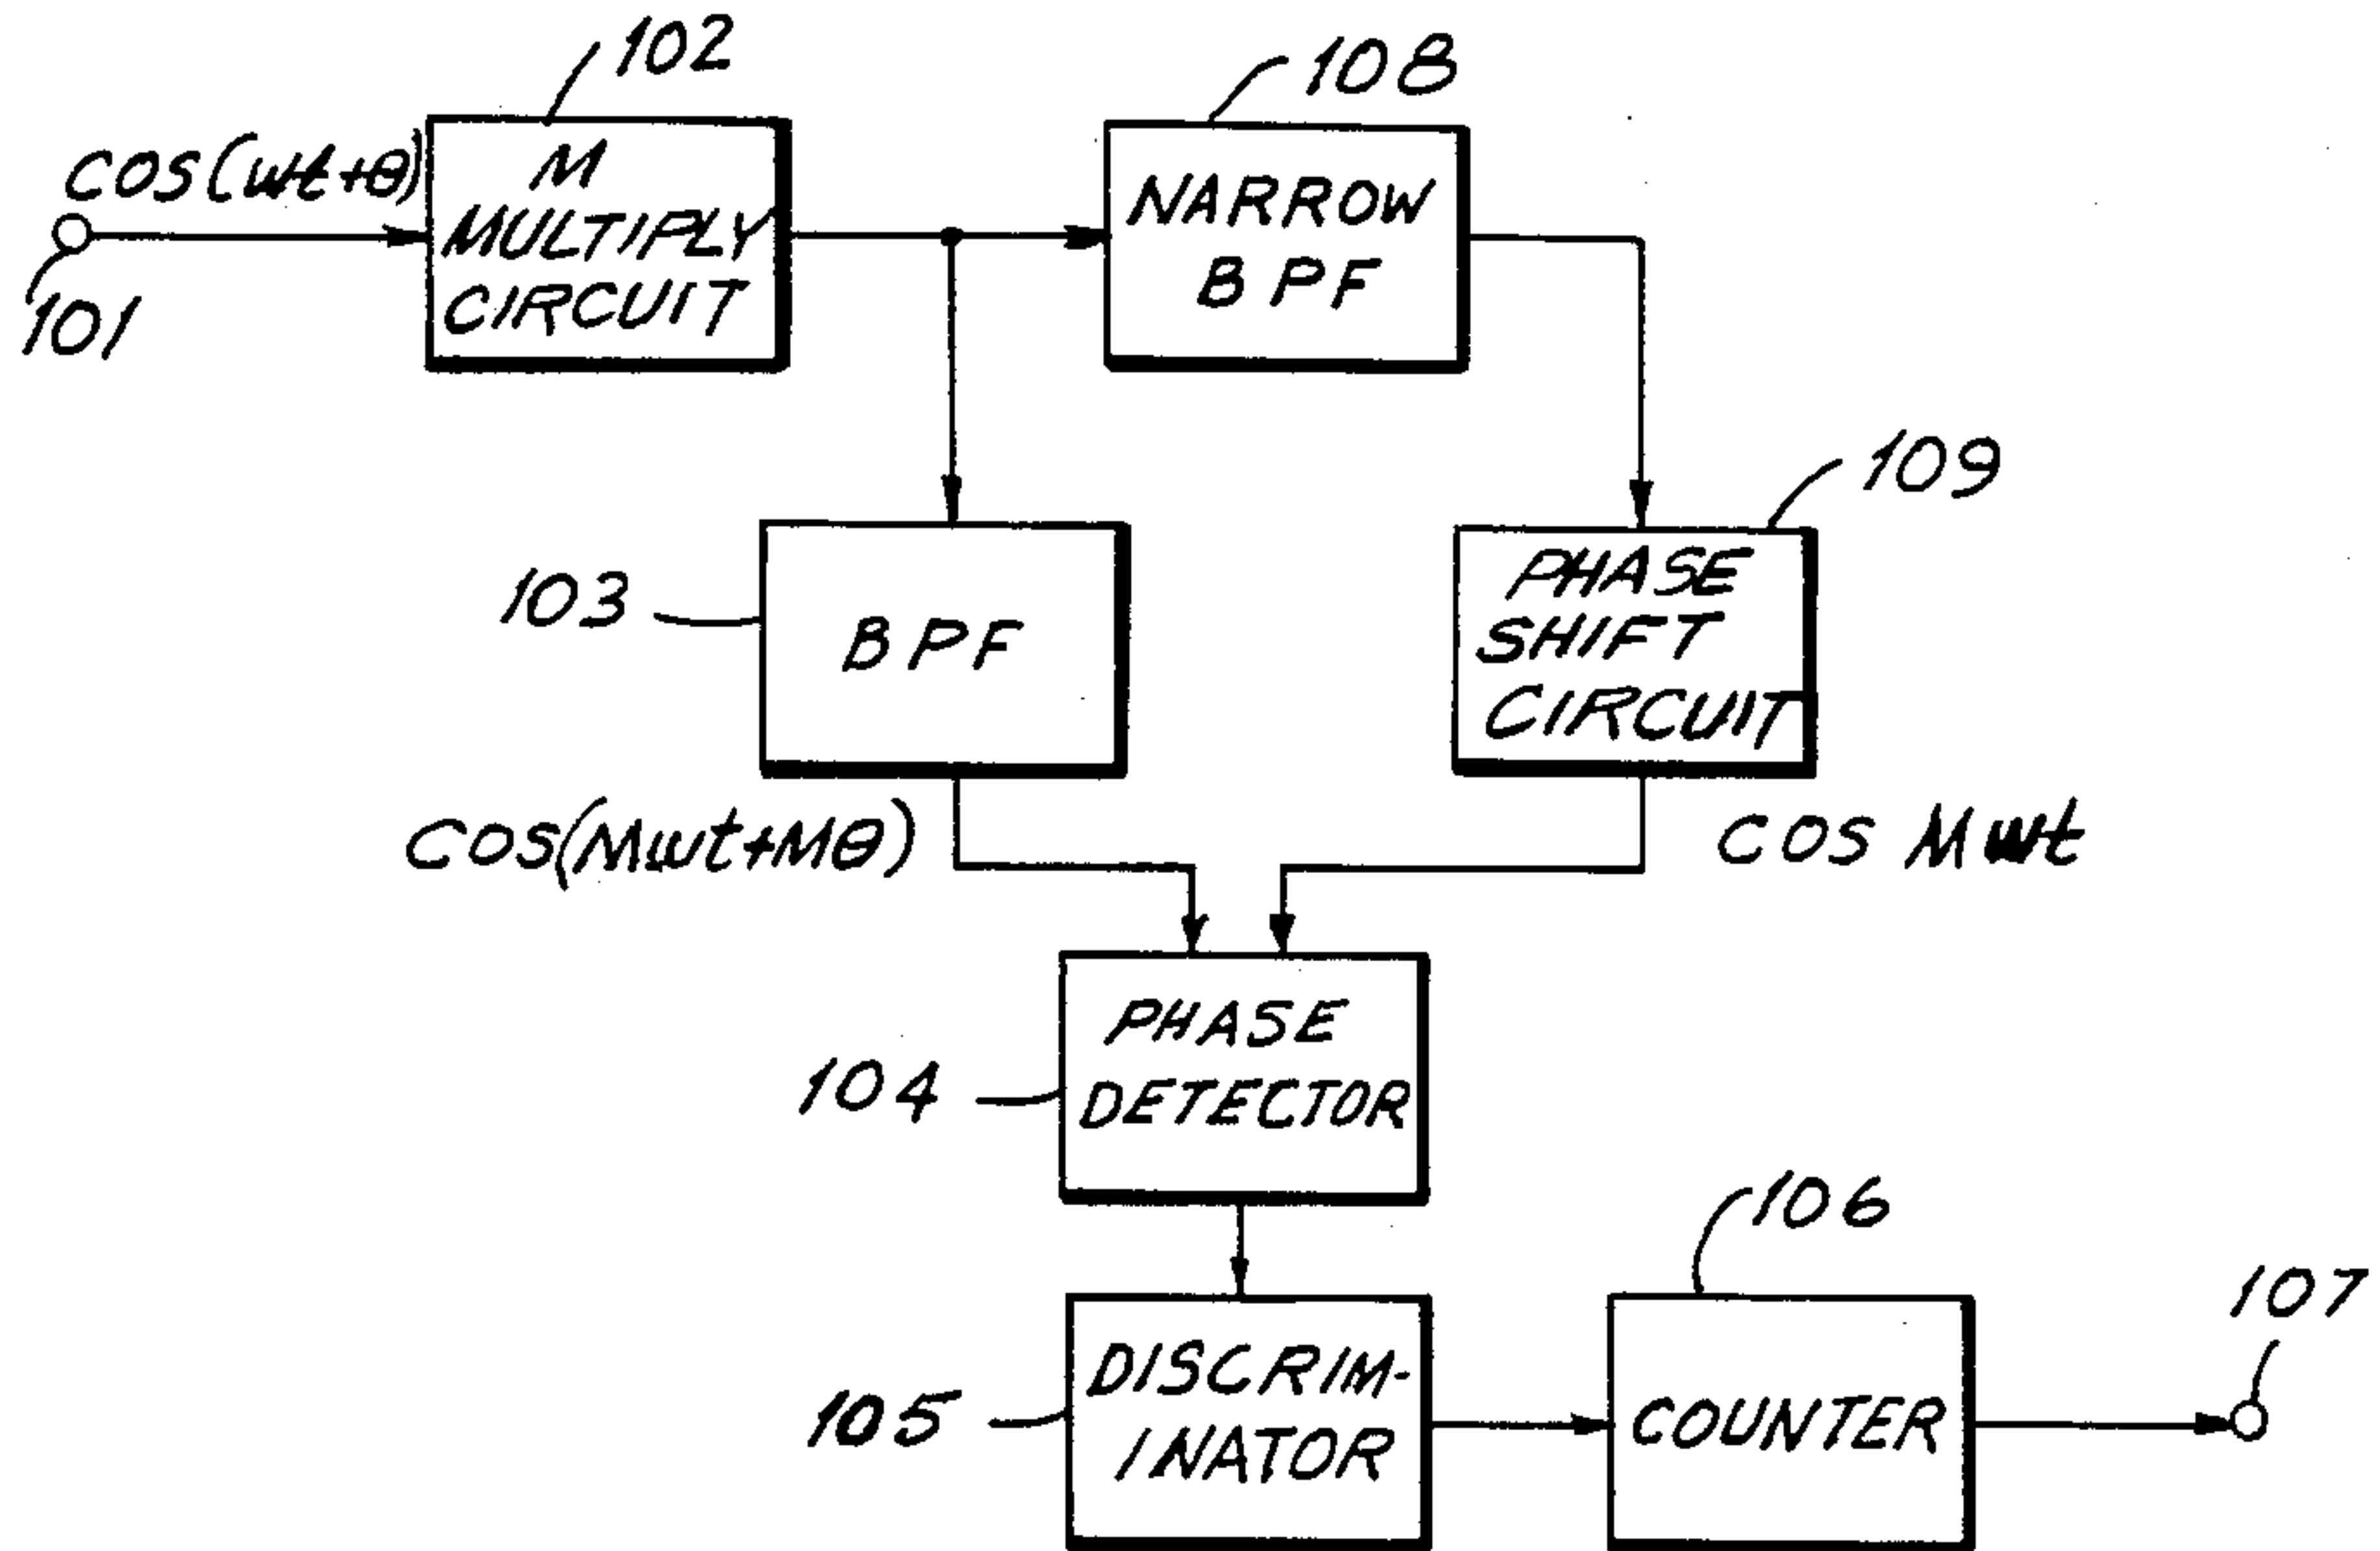 102
108
COS(wt+θ)
M
MULTIPLY
CIRCUIT
NARROW
BPF
101
109
103
BPF
PHASE
SHIFT
CIRCUIT
COS(Mwt+Mθ)
COS Mwt
104
PHASE
DETECTOR
106
107
105
DISCRIM-
INATOR
COUNTER